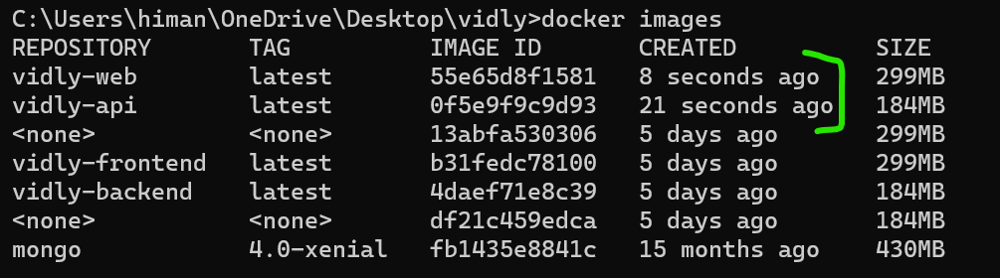 C:\Users\himan\OneDrive\Desktop\vidly>docker images
REPOSITORY TAG IMAGE ID CREATED SIZE
vidly-web latest 55e65d8f1581 8 seconds ago 299MB
vidly-api latest 0f5e9f9c9d93 21 seconds ago 184MB
<none> <none> 13abfa530306 5 days ago 299MB
vidly-frontend latest b31fedc78100 5 days ago 299MB
vidly-backend latest 4daef71e8c39 5 days ago 184MB
<none> <none> df21c459edca 5 days ago 184MB
mongo 4.0-xenial fb1435e8841c 15 months ago 430MB